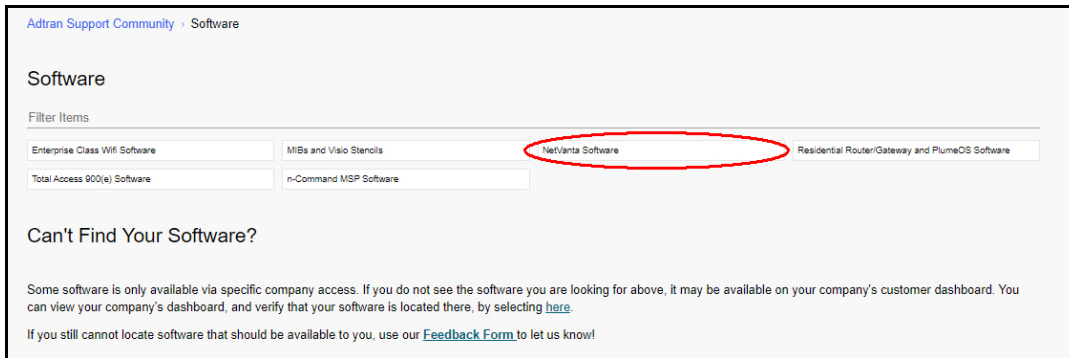 Adtran Support Community › Software
Software
Filter Items
Enterprise Class Wifi Software
MIBs and Visio Stencils
NetVanta Software
Residential Router/Gateway and PlumeOS Software
Total Access 900(e) Software
n-Command MSP Software
Can't Find Your Software?
Some software is only available via specific company access. If you do not see the software you are looking for above, it may be available on your company's customer dashboard. You
can view your company's dashboard, and verify that your software is located there, by selecting here.
If you still cannot locate software that should be available to you, use our Feedback Form to let us know!